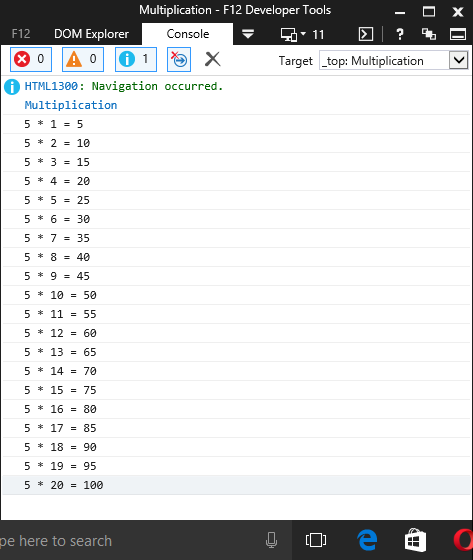 Multiplication - F12 Developer Tools
F12 DOM Explorer Console 11 ?
0 0 1 Target _top: Multiplication
HTML1300: Navigation occurred.
Multiplication
5 * 1 = 5
5 * 2 = 10
5 * 3 = 15
5 * 4 = 20
5 * 5 = 25
5 * 6 = 30
5 * 7 = 35
5 * 8 = 40
5 * 9 = 45
5 * 10 = 50
5 * 11 = 55
5 * 12 = 60
5 * 13 = 65
5 * 14 = 70
5 * 15 = 75
5 * 16 = 80
5 * 17 = 85
5 * 18 = 90
5 * 19 = 95
5 * 20 = 100
pe here to search